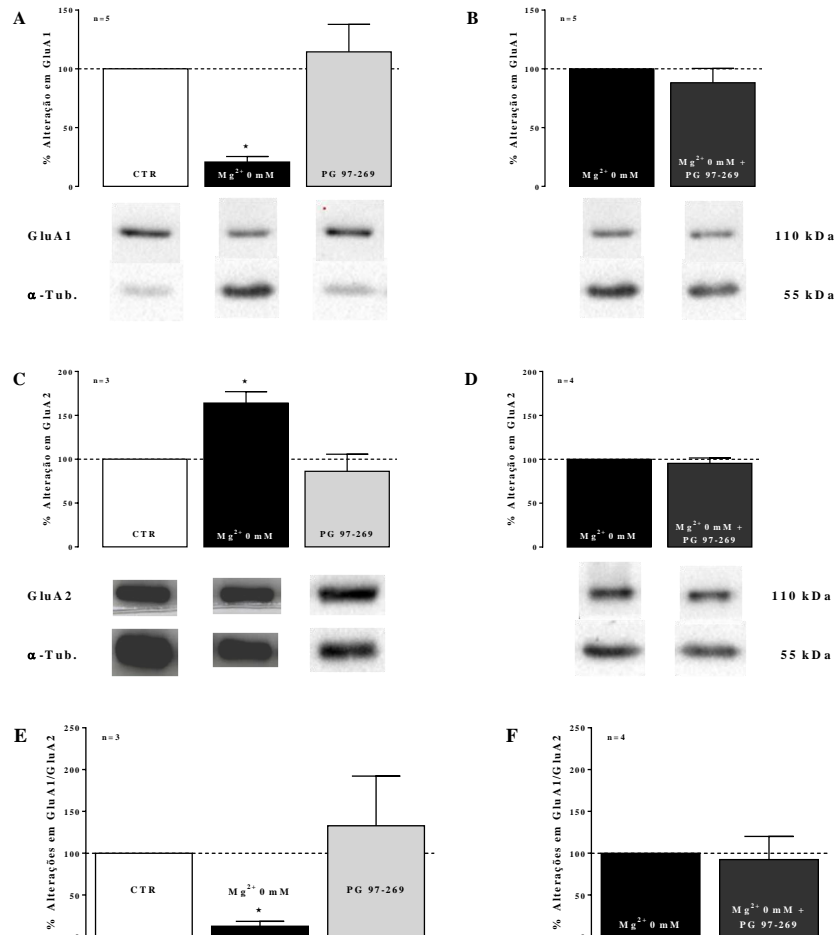 A
% Alteração em GluA1
150
100
50
0
n=5
*
CTR
Mg²⁺ 0 mM
PG 97-269
B
% Alteração em GluA1
150
100
50
0
n=5
Mg²⁺ 0 mM
Mg²⁺ 0 mM +
PG 97-269
GluA1
110 kDa
α-Tub.
55 kDa
C
% Alteração em GluA2
200
150
100
50
0
n=3
*
CTR
Mg²⁺ 0 mM
PG 97-269
D
% Alteração em GluA2
200
150
100
50
0
n=4
Mg²⁺ 0 mM
Mg²⁺ 0 mM +
PG 97-269
GluA2
110 kDa
α-Tub.
55 kDa
E
% Alterações em GluA1/GluA2
250
200
150
100
50
n=3
CTR
Mg²⁺ 0 mM
*
PG 97-269
F
% Alterações em GluA1/GluA2
250
200
150
100
50
n=4
Mg²⁺ 0 mM
Mg²⁺ 0 mM +
PG 97-269